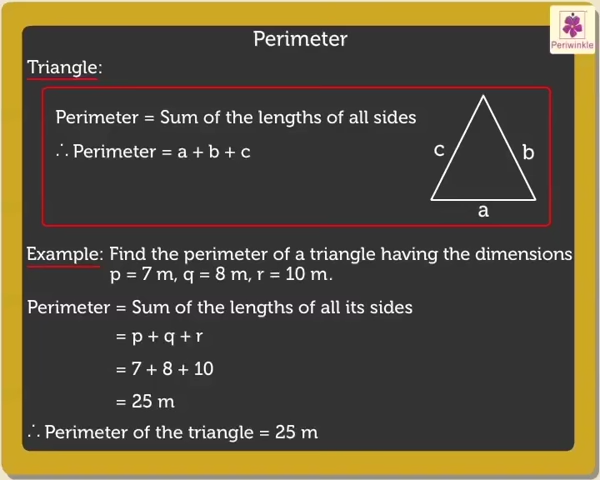 Perimeter
Periwinkle
Triangle:
Perimeter = Sum of the lengths of all sides
∴ Perimeter = a + b + c
c
b
a
Example: Find the perimeter of a triangle having the dimensions
p = 7 m, q = 8 m, r = 10 m.
Perimeter = Sum of the lengths of all its sides
= p + q + r
= 7 + 8 + 10
= 25 m
∴ Perimeter of the triangle = 25 m